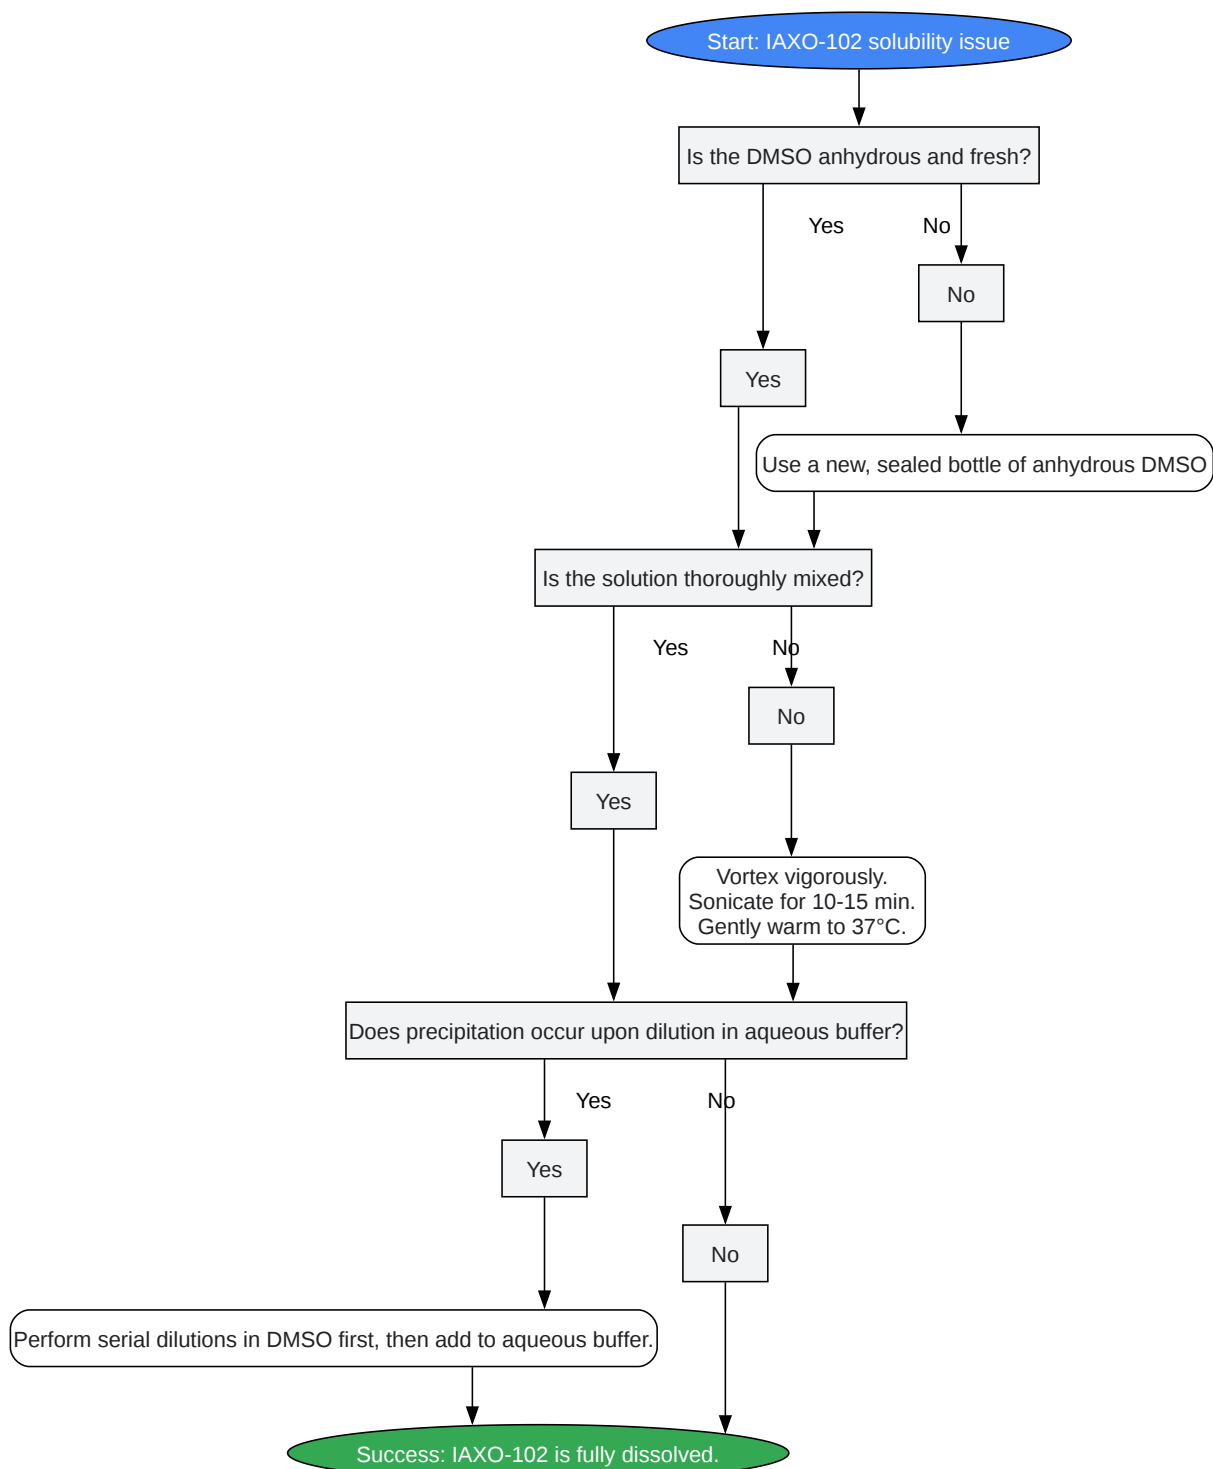 Start: IAXO-102 solubility issue
Is the DMSO anhydrous and fresh?
Yes
No
No
Yes
Use a new, sealed bottle of anhydrous DMSO
Is the solution thoroughly mixed?
Yes
No
No
Yes
Vortex vigorously.
Sonicate for 10-15 min.
Gently warm to 37°C.
Does precipitation occur upon dilution in aqueous buffer?
Yes
No
Yes
No
Perform serial dilutions in DMSO first, then add to aqueous buffer.
Success: IAXO-102 is fully dissolved.